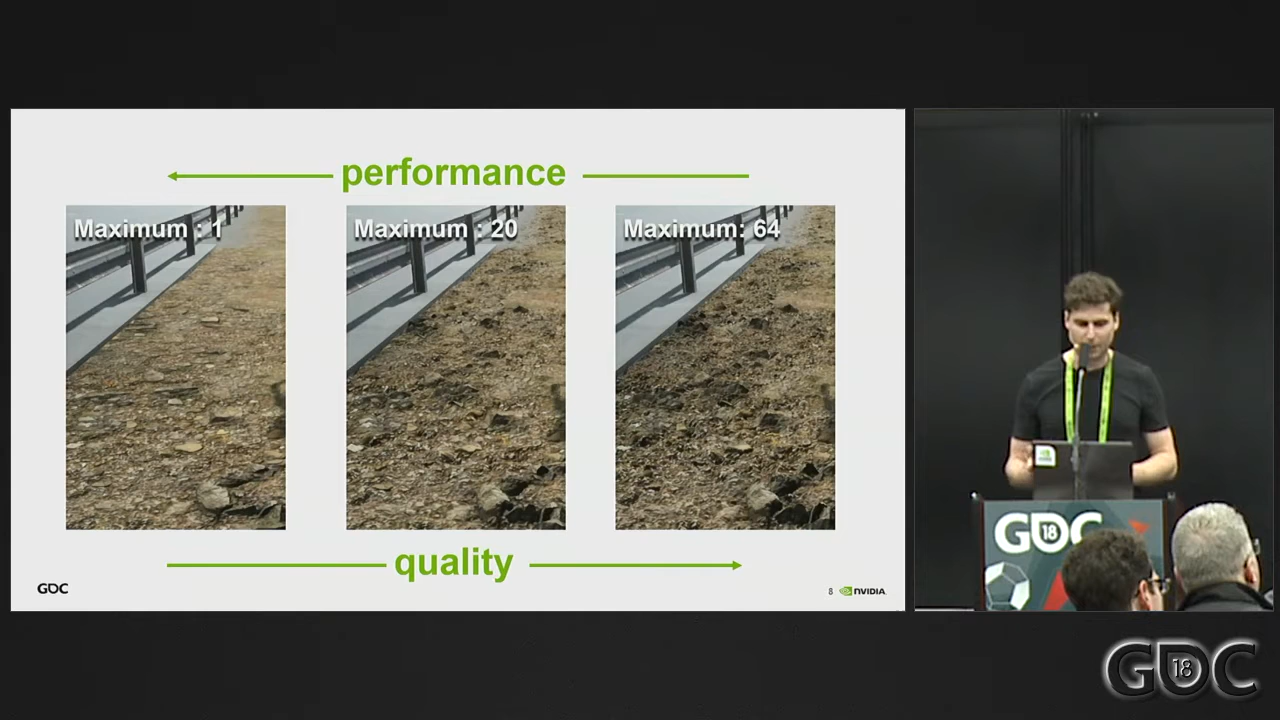 performance
Maximum : 1
Maximum : 20
Maximum: 64
quality
GDC
8
NVIDIA
GDC
18
GDC
18